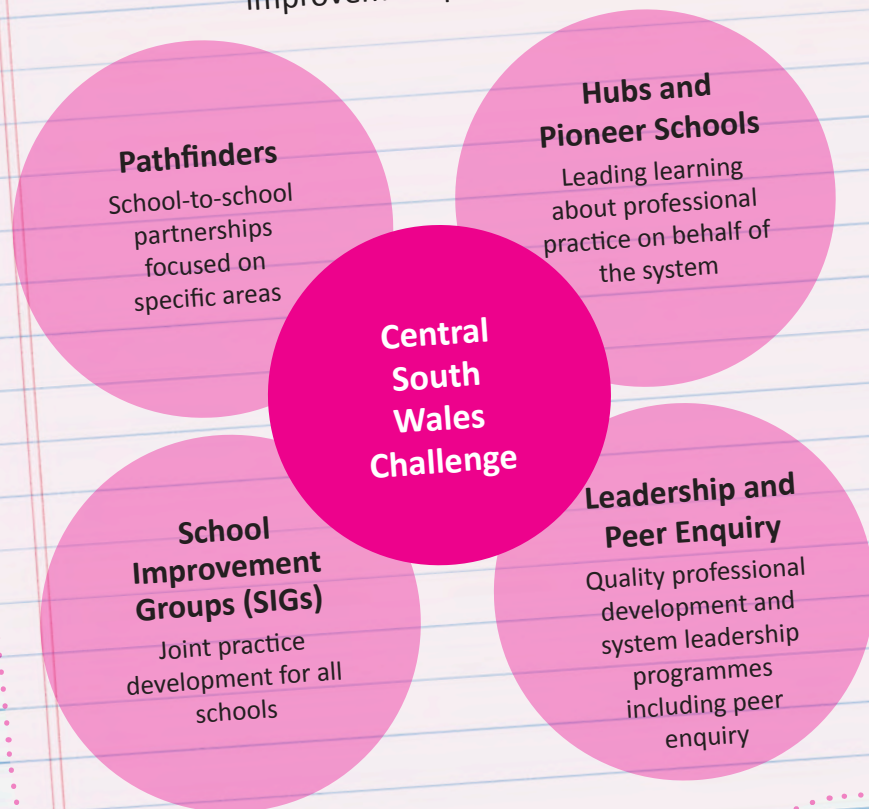 Pathfinders
School-to-school
partnerships
focused on
specific areas
Hubs and
Pioneer Schools
Leading learning
about professional
practice on behalf of
the system
Central
South
Wales
Challenge
School
Improvement
Groups (SIGs)
Joint practice
development for all
schools
Leadership and
Peer Enquiry
Quality professional
development and
system leadership
programmes
including peer
enquiry